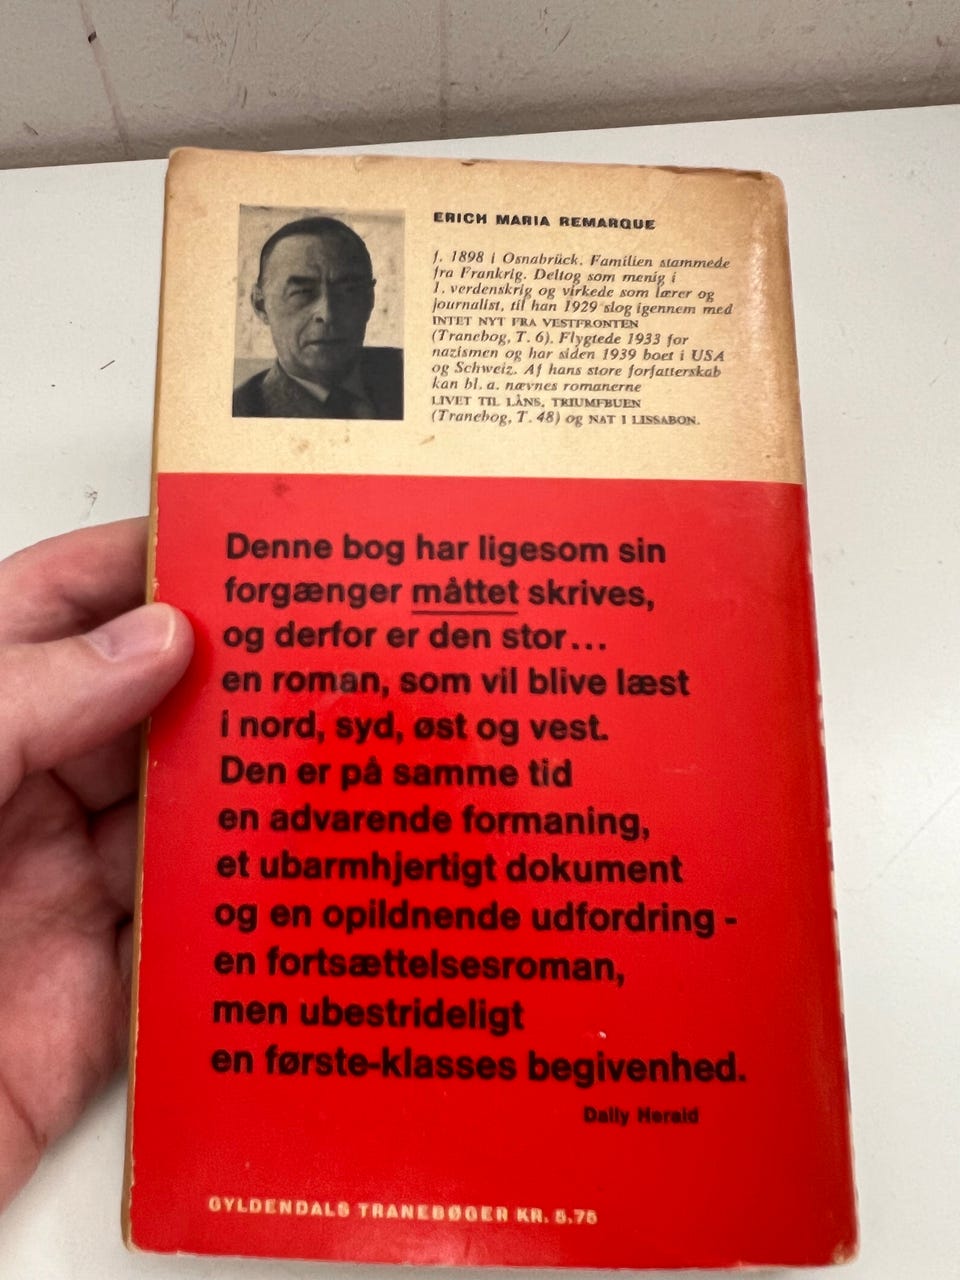 ERICH MARIA REMARQUE
f. 1898 i Osnabrück. Familien stammede
fra Frankrig. Deltog som menig i
1. verdenskrig og virkede som lærer og
journalist, til han 1929 slog igennem med
INTET NYT FRA VESTFRONTEN
(Tranebog, T. 6). Flygtede 1933 for
nazismen og har siden 1939 boet i USA
og Schweiz. Af hans store forfatterskab
kan bl. a. nævnes romanerne
LIVET TIL LÅNS, TRIUMFBUEN
(Tranebog, T. 48) og NAT I LISSABON.
Denne bog har ligesom sin
forgænger måttet skrives,
og derfor er den stor...
en roman, som vil blive læst
i nord, syd, øst og vest.
Den er på samme tid
en advarende formaning,
et ubarmhjertigt dokument
og en opildnende udfordring -
en fortsættelsesroman,
men ubestrideligt
en første-klasses begivenhed.
Daily Herald
GYLDENDALS TRANEBØGER KR. 5.75